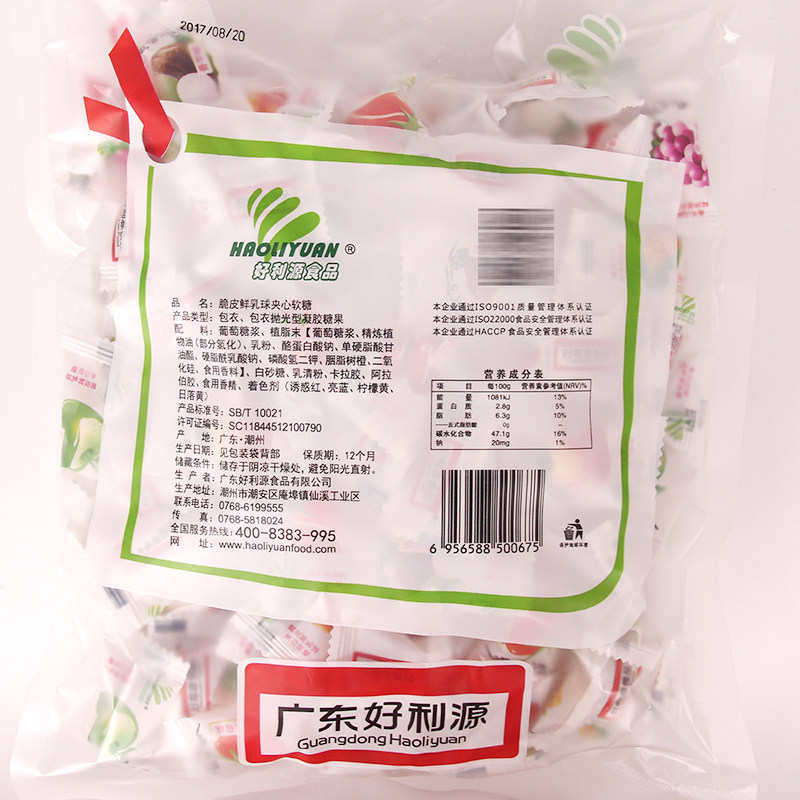 2017/08/20
HAOLIYUAN®
好利源食品
品 名：脆皮鲜乳球夹心软糖
产品类型：包衣、包衣抛光型凝胶糖果
配 料：葡萄糖浆、植脂末【葡萄糖浆，精炼植
物油（部分氢化）、乳粉、酪蛋白酸钠、单硬脂酸甘
油酯、硬脂酰乳酸钠、磷酸氢二钾、胭脂树橙、二氧
化硅、食用香料】、白砂糖、乳清粉、卡拉胶、阿拉
伯胶、食用香精、着色剂（诱惑红、亮蓝、柠檬黄、
日落黄）
产品标准号：SB/T 10021
许可证编号：SC11844512100790
产 地：广东·潮州
生产日期：见包装袋背部 保质期：12个月
储藏条件：储存于阴凉干燥处，避免阳光直射。
生 产 者：广东好利源食品有限公司
生产地址：潮州市潮安区庵埠镇仙溪工业区
联系电话：0768-6199555
传 真：0768-5818024
全国服务热线：400-8383-995
网 址：www.haoliyuanfood.com
本企业通过ISO9001质量管理体系认证
本企业通过ISO22000食品安全管理体系认证
本企业通过HACCP食品安全管理体系认证
营养成分表
项 目 每100g 营养素参考值(NRV)%
能 量 1081kJ 13%
蛋 白 质 2.8g 5%
脂 肪 6.3g 10%
——反式脂肪酸 0g
碳水化合物 47.1g 16%
钠 20mg 1%
6 956588 500675
保护地球环境
广东好利源
Guangdong Haoliyuan